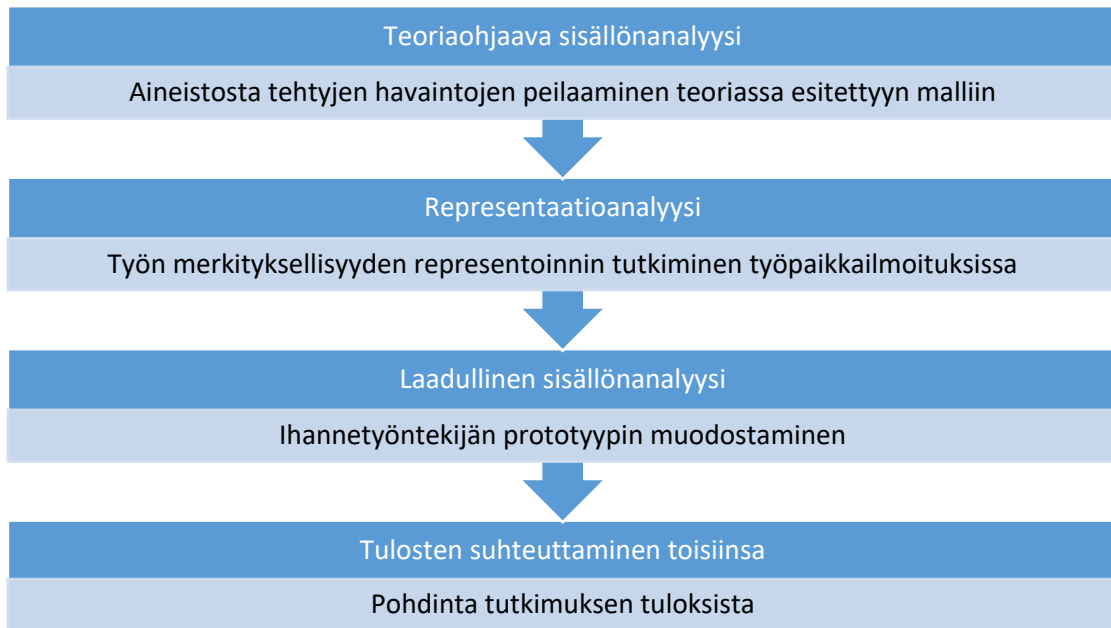 Teoriaohjaava sisällönanalyysi
Aineistosta tehtyjen havaintojen peilaaminen teoriassa esitettyyn malliin
Representaatioanalyysi
Työn merkityksellisyyden representoinnin tutkiminen työpaikkailmoituksissa
Laadullinen sisällönanalyysi
Ihannetyöntekijän prototyypin muodostaminen
Tulosten suhteuttaminen toisiinsa
Pohdinta tutkimuksen tuloksista